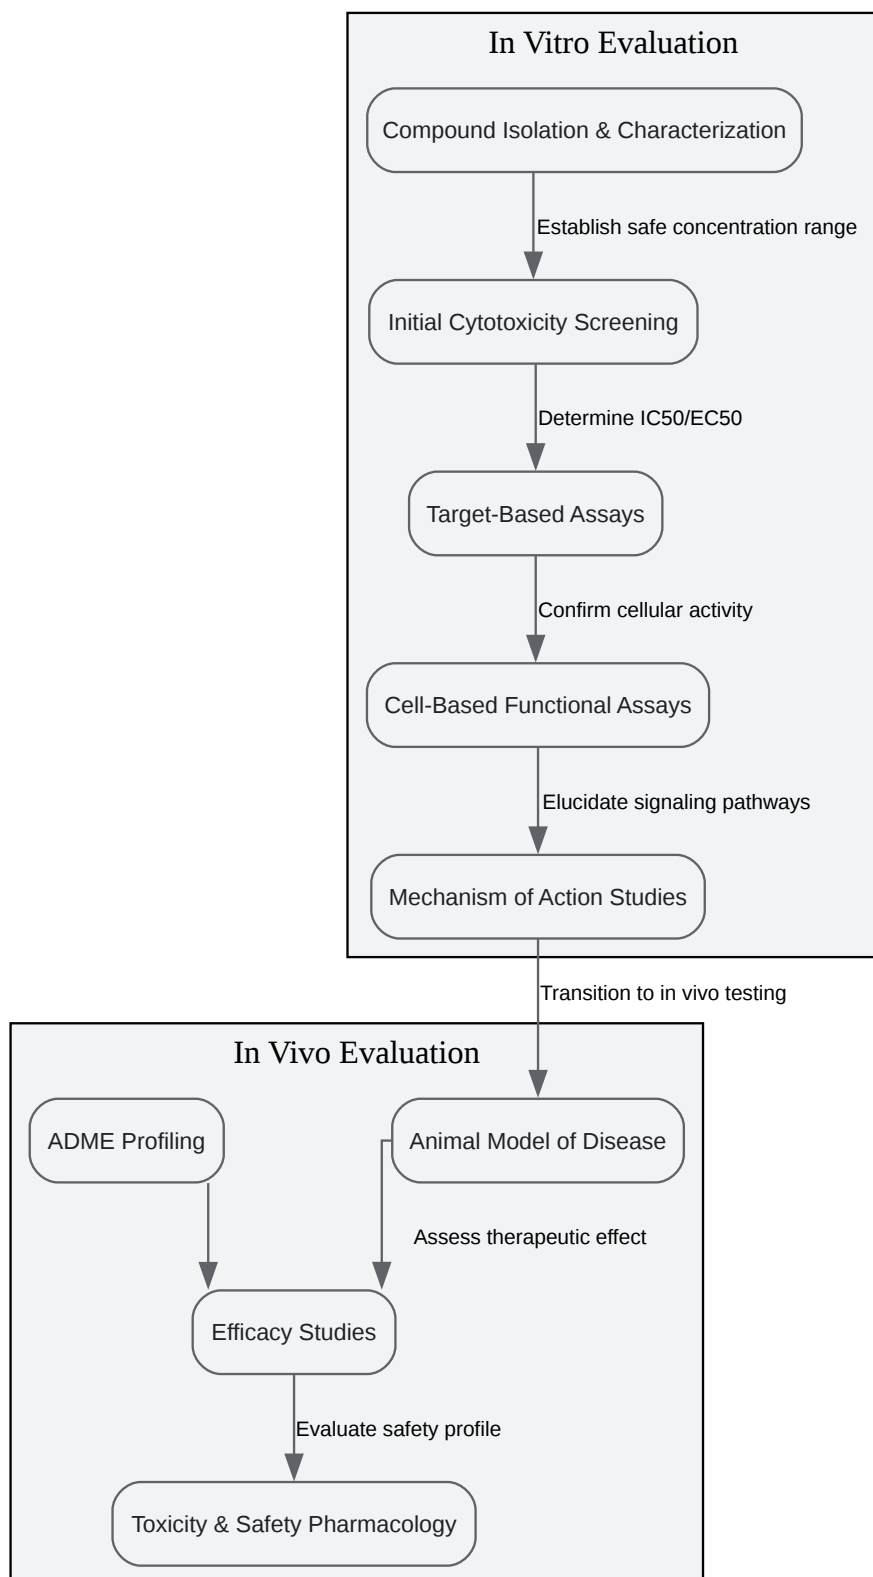 In Vitro Evaluation
Compound Isolation & Characterization
Establish safe concentration range
Initial Cytotoxicity Screening
Determine IC50/EC50
Target-Based Assays
Confirm cellular activity
Cell-Based Functional Assays
Elucidate signaling pathways
Mechanism of Action Studies
Transition to in vivo testing
In Vivo Evaluation
ADME Profiling
Animal Model of Disease
Assess therapeutic effect
Efficacy Studies
Evaluate safety profile
Toxicity & Safety Pharmacology